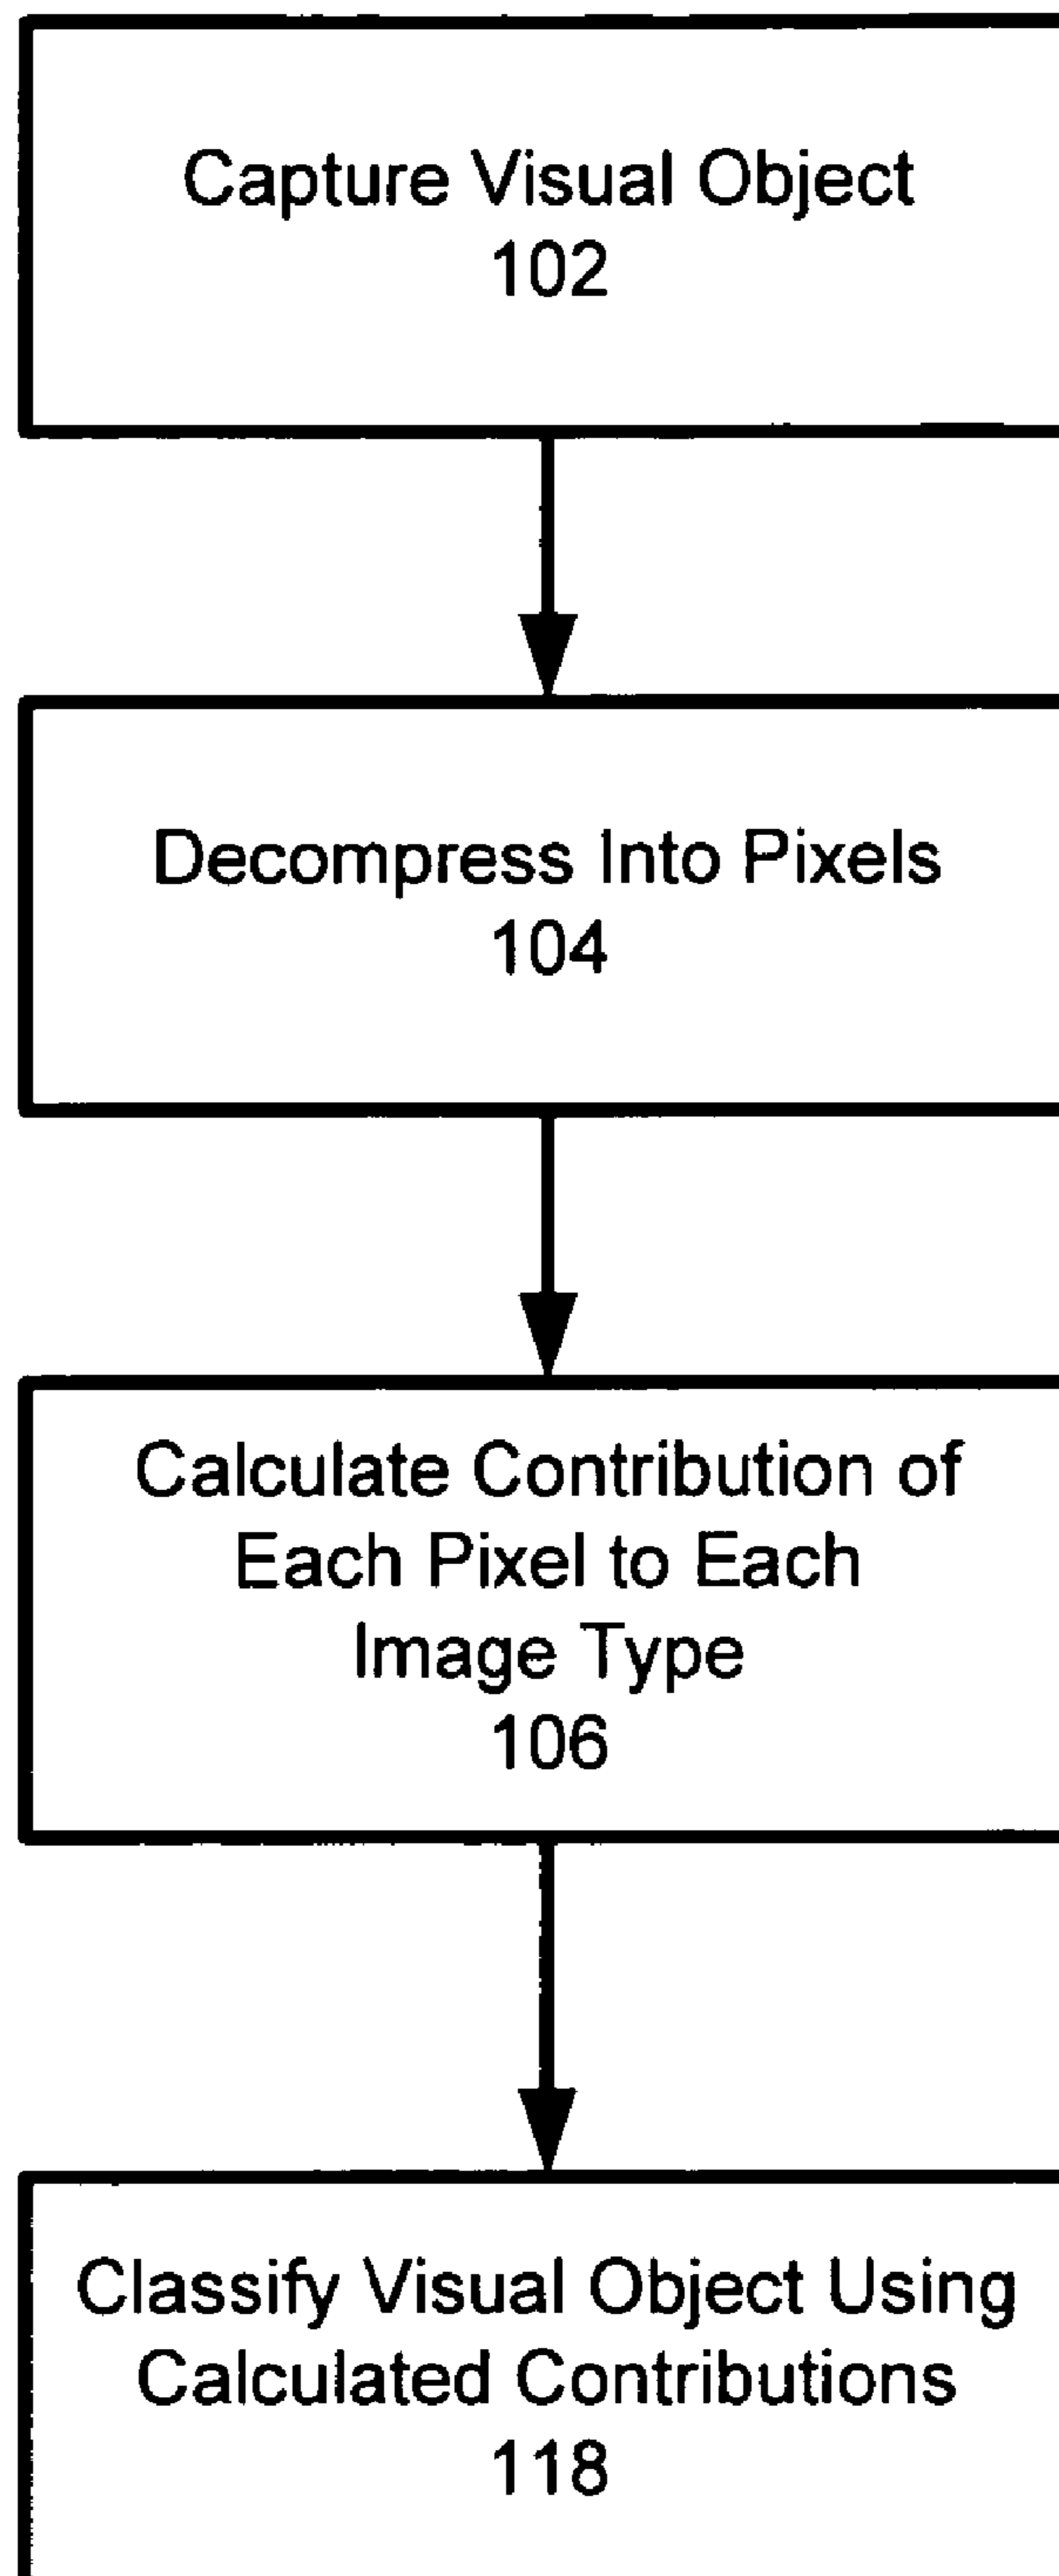 Capture Visual Object
102
Decompress Into Pixels
104
Calculate Contribution of
Each Pixel to Each
Image Type
106
Classify Visual Object Using
Calculated Contributions
118